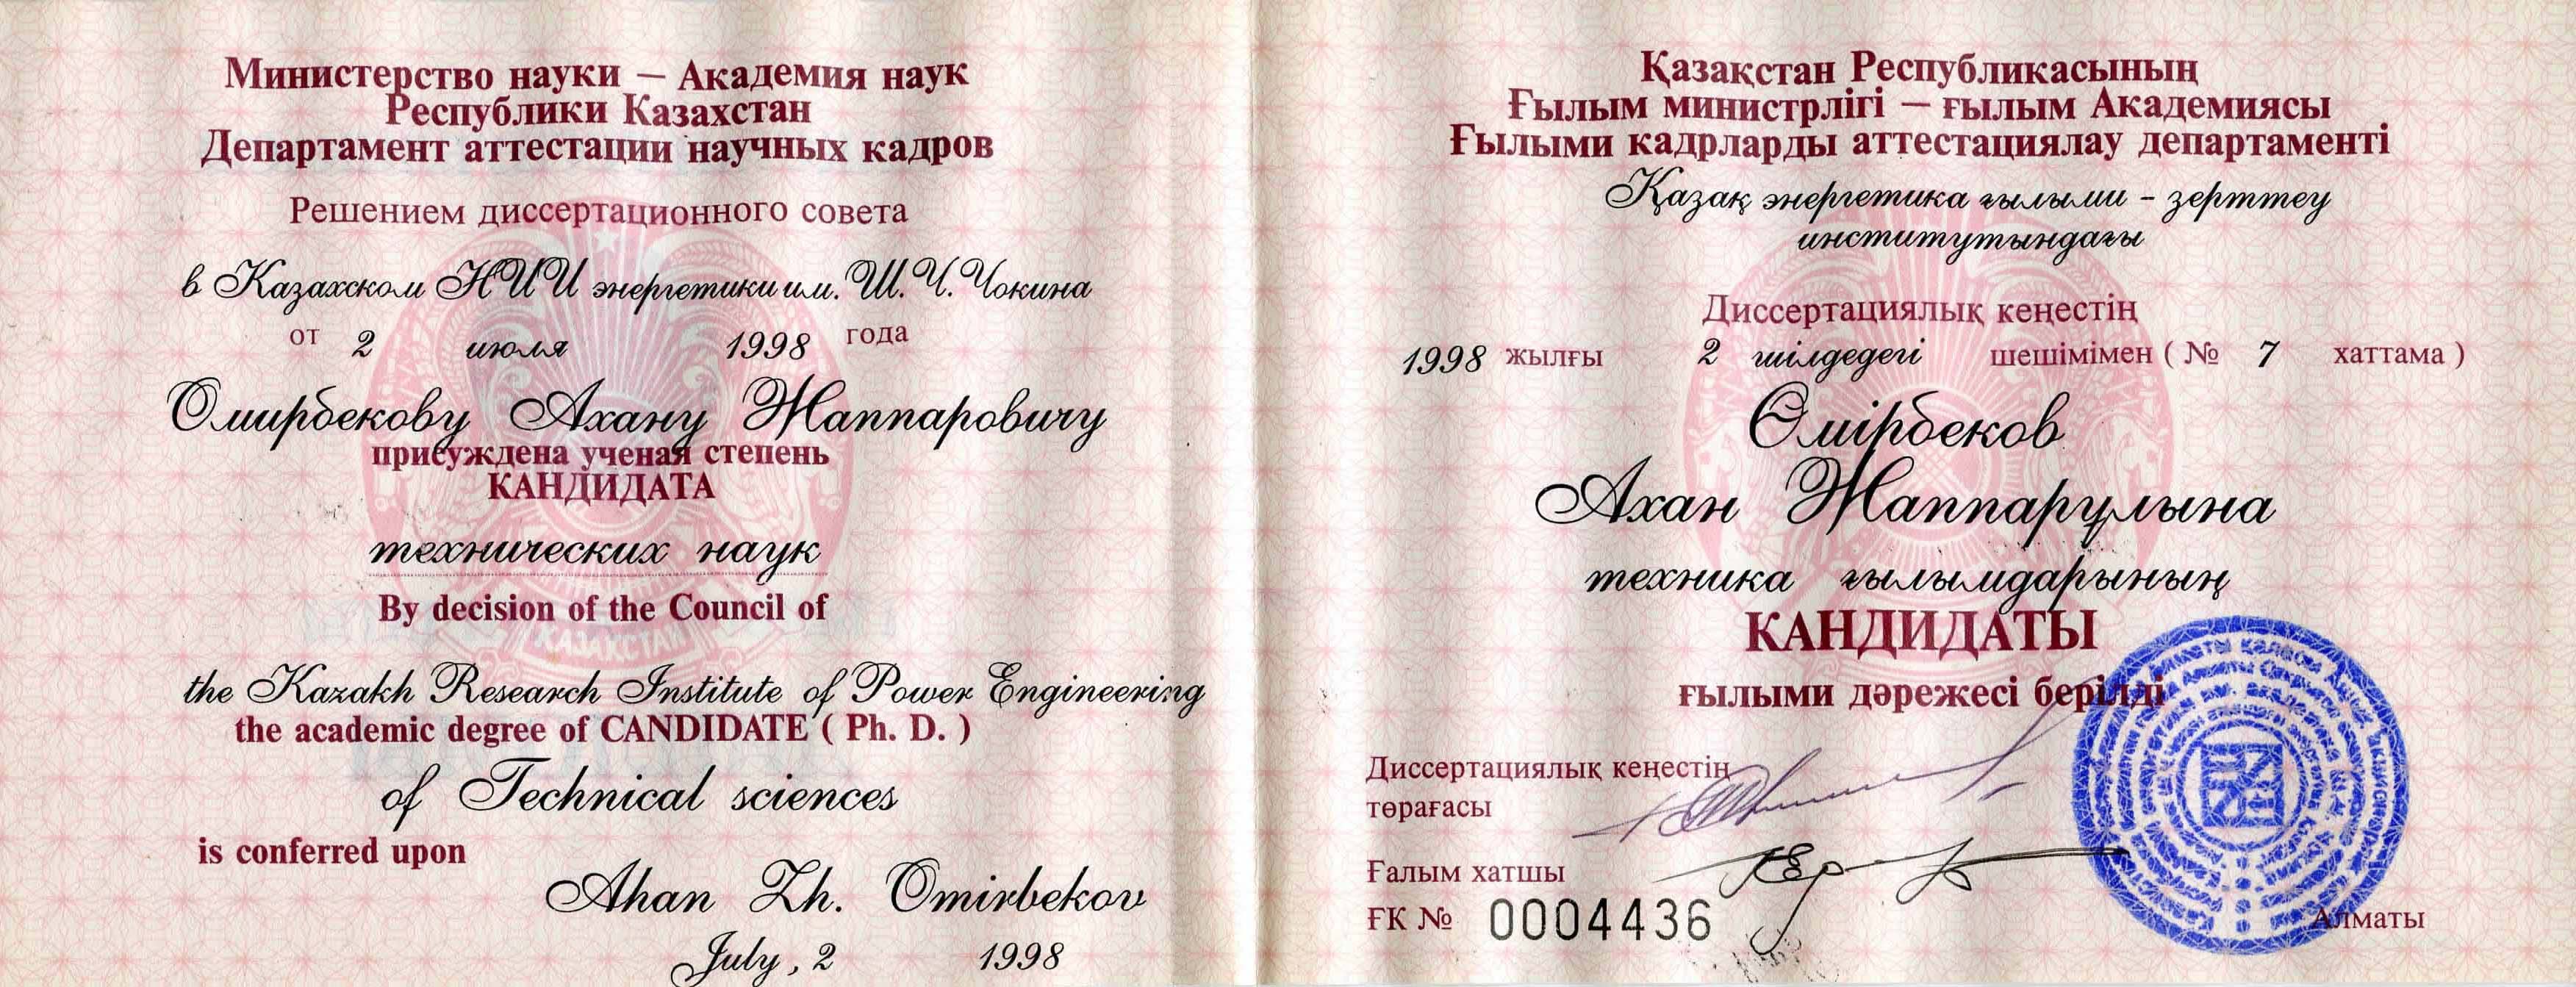 Министерство науки — Академия наук
Республики Казахстан
Департамент аттестации научных кадров
Решением диссертационного совета
в Казахском НИИ энергетики им. Ш.Ч. Чокина
от 2 июля 1998 года
Омирбекову Ахану Жаппаровичу
присуждена ученая степень
КАНДИДАТА
технических наук
By decision of the Council of
the Kazakh Research Institute of Power Engineering
the academic degree of CANDIDATE ( Ph. D. )
of Technical sciences
is conferred upon
Ahan Zh. Omirbekov
July, 2 1998
ҚАЗАҚСТАН
Қазақстан Республикасының
Ғылым министрлігі — ғылым Академиясы
Ғылыми кадрларды аттестациялау департаменті
Қазақ энергетика ғылыми - зерттеу
институтындағы
Диссертациялық кеңестің
1998 жылғы 2 шілдедегі шешімімен ( № 7 хаттама )
Өмірбеков
Ахан Жаппарұлына
техника ғылымдарының
КАНДИДАТЫ
ғылыми дәрежесі берілді
Диссертациялық кеңестің
төрағасы
Ғалым хатшы
ҒК № 0004436
Алматы